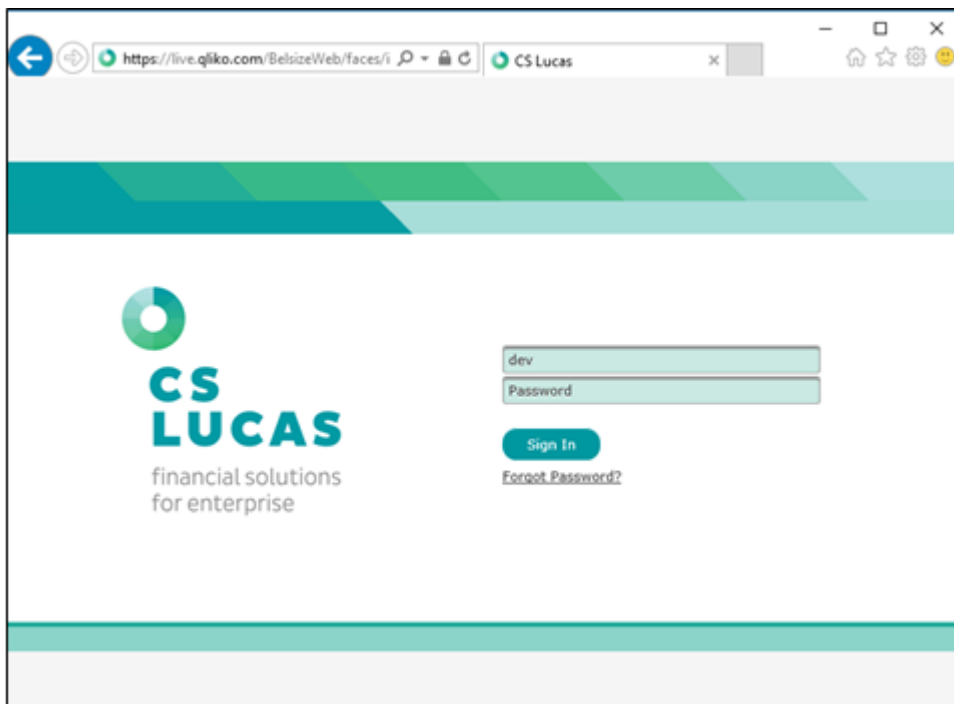 https://live.qliko.com/BelsizeWeb/faces/i
CS Lucas
CS
LUCAS
financial solutions
for enterprise
dev
Password
Sign In
Forgot Password?